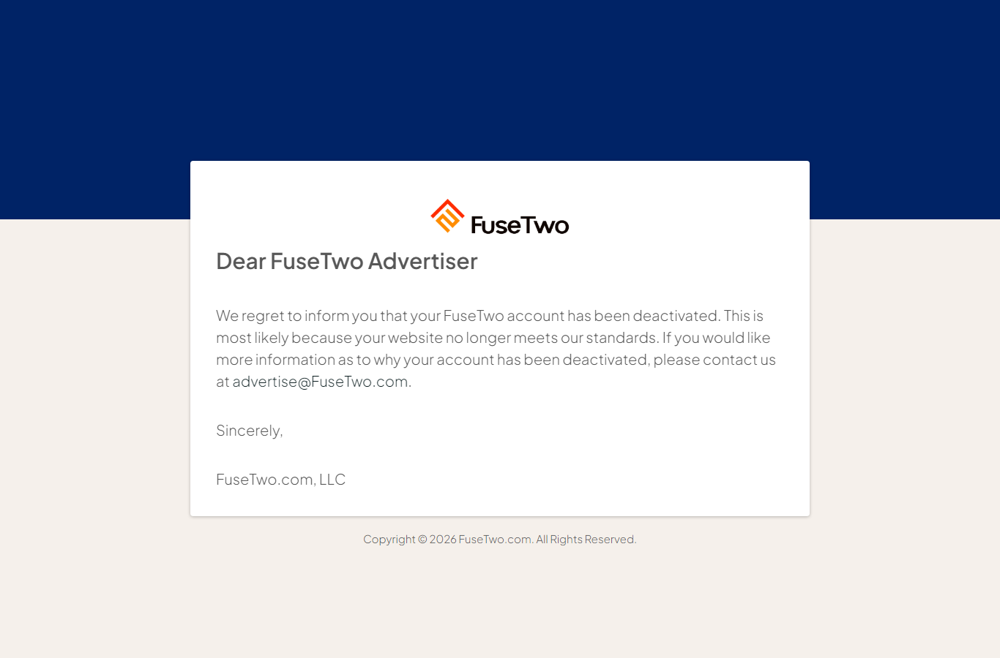 FuseTwo
Dear FuseTwo Advertiser
We regret to inform you that your FuseTwo account has been deactivated. This is
most likely because your website no longer meets our standards. If you would like
more information as to why your account has been deactivated, please contact us
at advertise@FuseTwo.com.
Sincerely,
FuseTwo.com, LLC
Copyright © 2026 FuseTwo.com. All Rights Reserved.